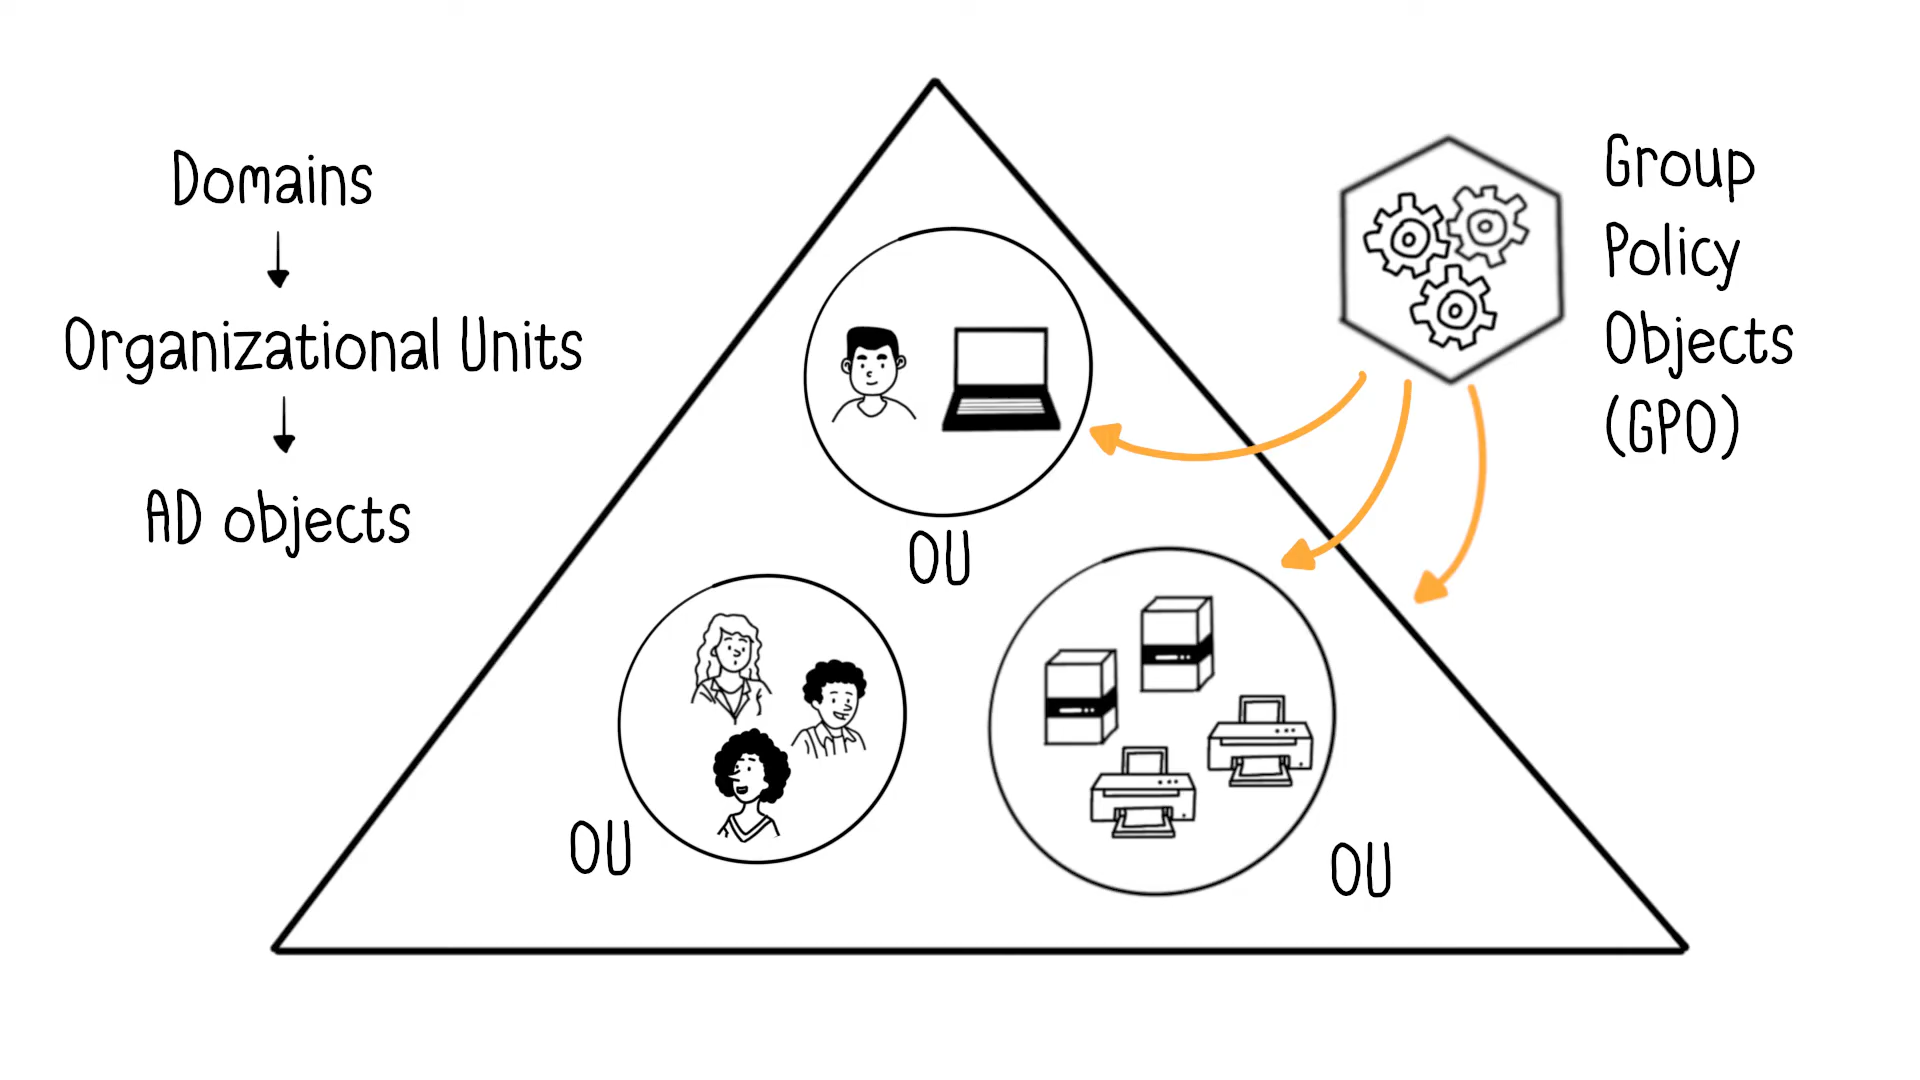 Domains
Organizational Units
AD objects
OU
OU
OU
Group
Policy
Objects
(GPO)